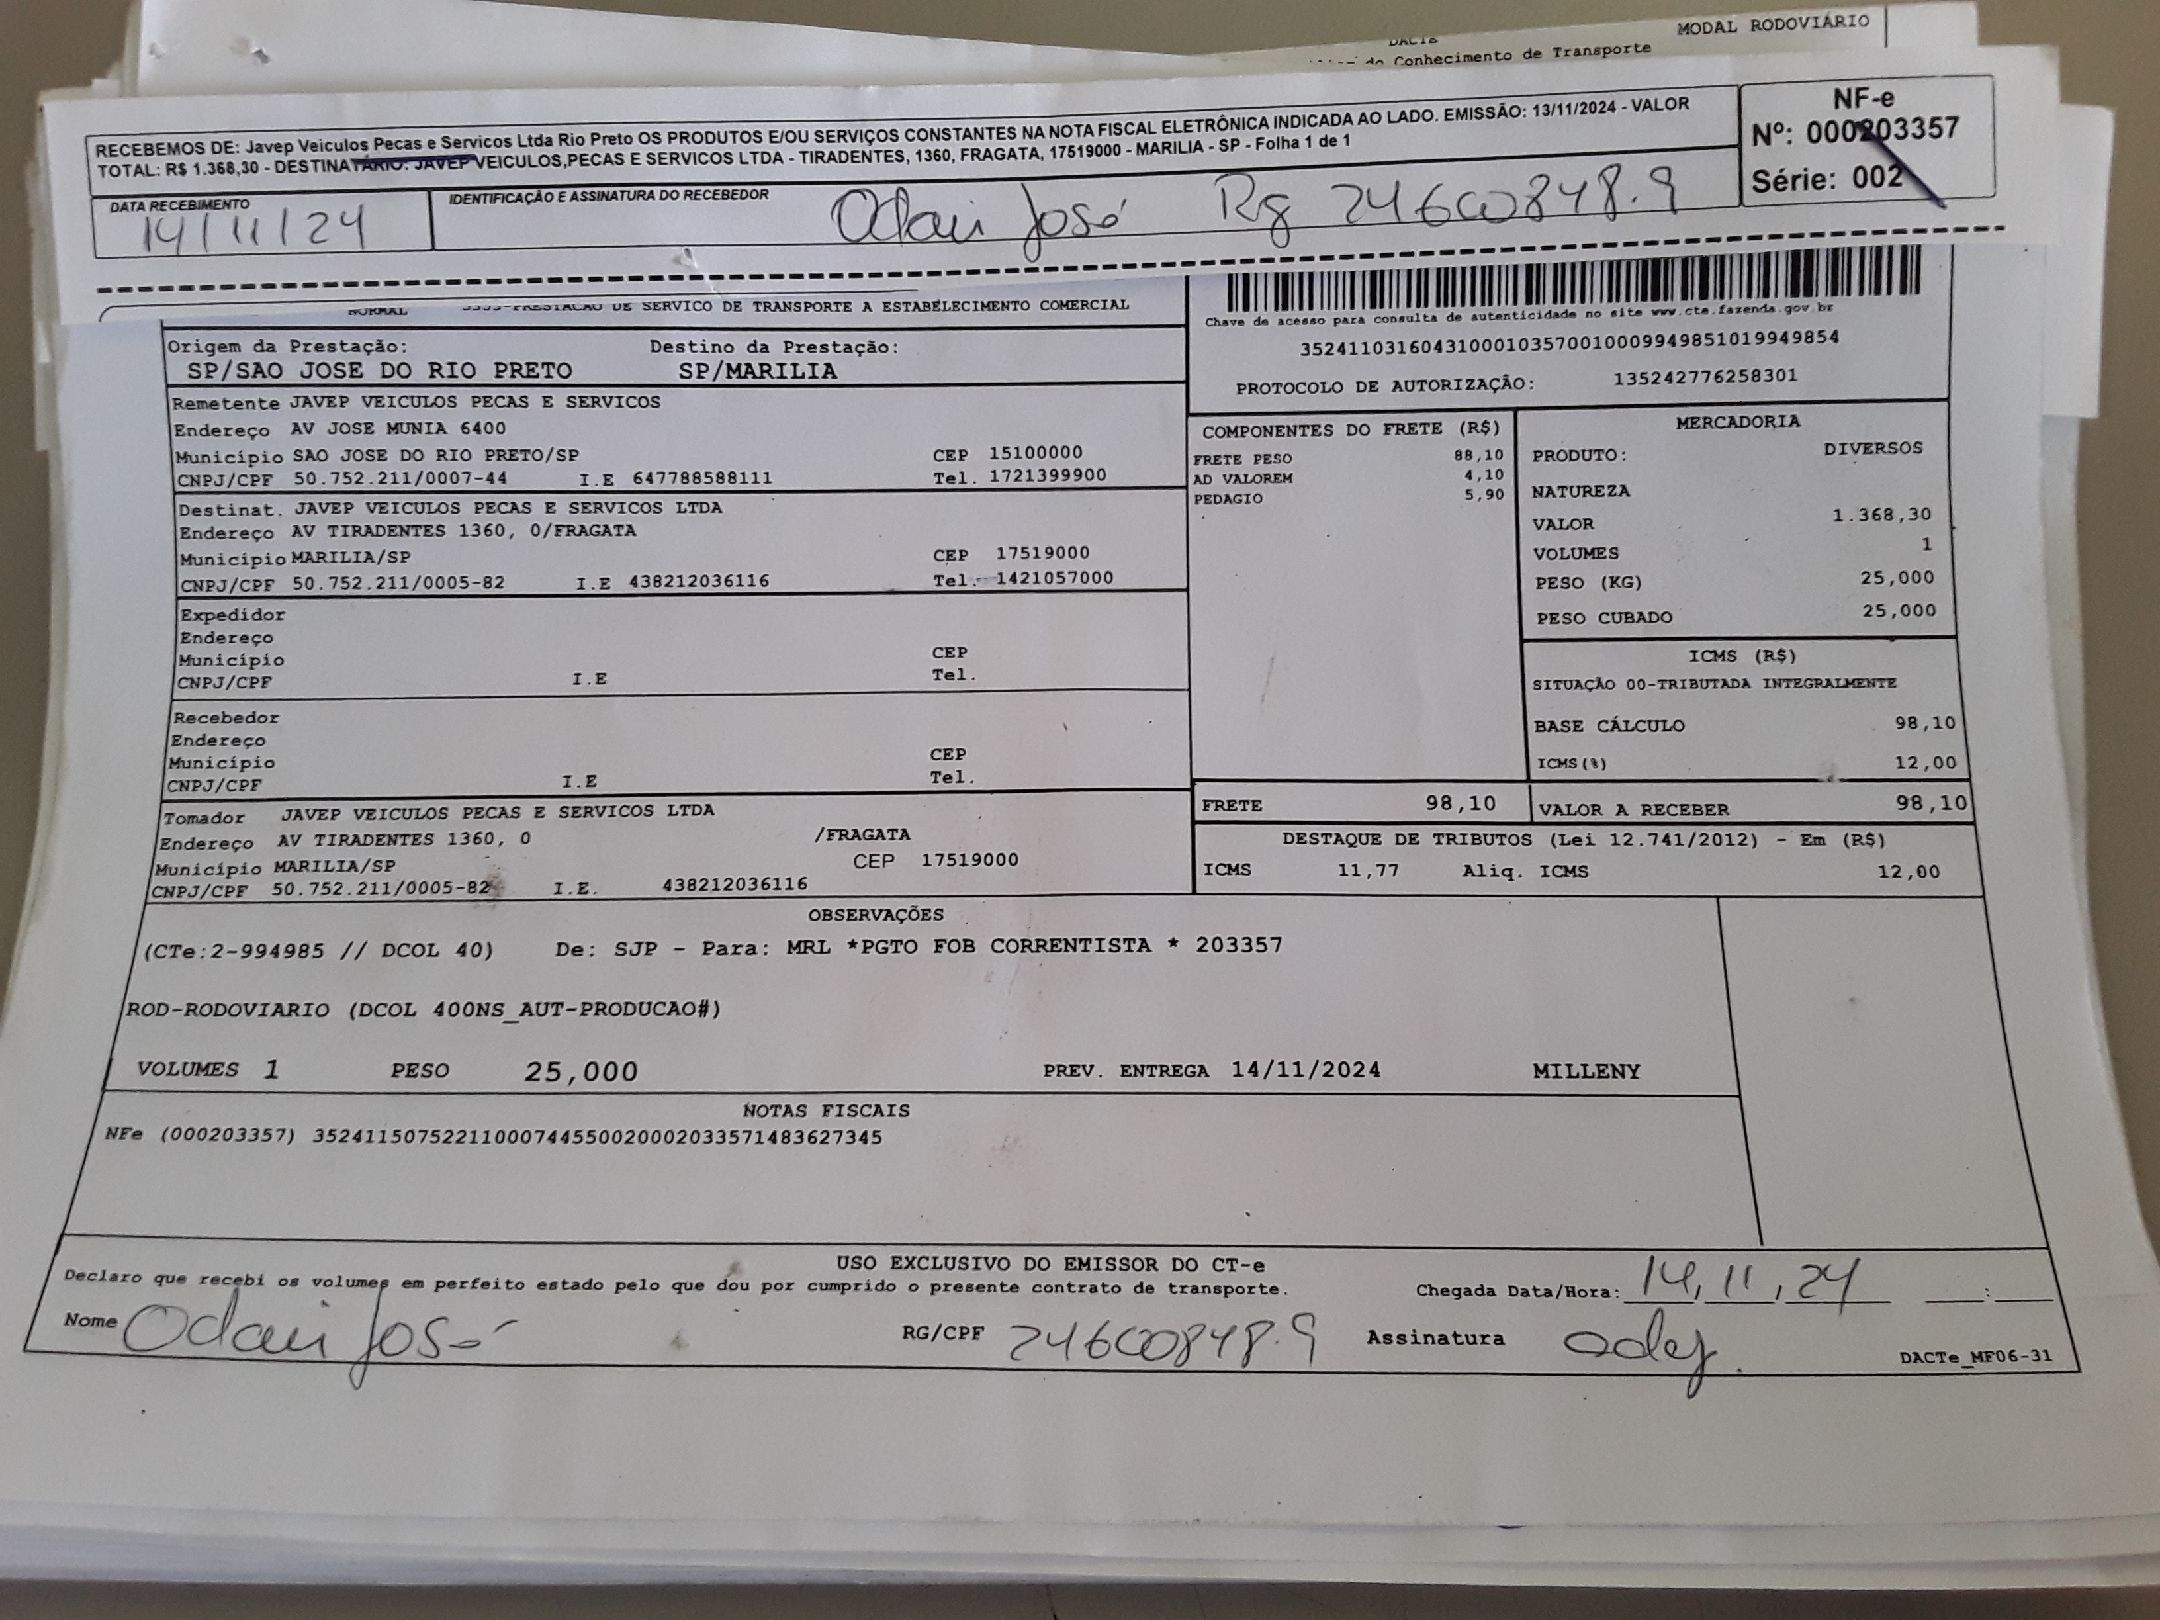 MODAL RODOVIÁRIO
DACTE
do Conhecimento de Transporte
RECEBEMOS DE: Javep Veiculos Pecas e Servicos Ltda Rio Preto OS PRODUTOS E/OU SERVIÇOS CONSTANTES NA NOTA FISCAL ELETRÔNICA INDICADA AO LADO. EMISSÃO: 13/11/2024 - VALOR
TOTAL: R$ 1.368,30 - DESTINATÁRIO: JAVEP VEICULOS,PECAS E SERVICOS LTDA - TIRADENTES, 1360, FRAGATA, 17519000 - MARILIA - SP - Folha 1 de 1
NF-e
Nº: 000203357
Série: 002
DATA RECEBIMENTO
14/11/24
IDENTIFICAÇÃO E ASSINATURA DO RECEBEDOR
Odair José Rg 24600848.9
NORMAL PRESTACAO DE SERVICO DE TRANSPORTE A ESTABELECIMENTO COMERCIAL
Chave de acesso para consulta de autenticidade no site www.cte.fazenda.gov.br
35241103160431000103570010009949851019949854
PROTOCOLO DE AUTORIZAÇÃO: 135242776258301
Origem da Prestação: Destino da Prestação:
SP/SAO JOSE DO RIO PRETO SP/MARILIA
Remetente JAVEP VEICULOS PECAS E SERVICOS
Endereço AV JOSE MUNIA 6400
Município SAO JOSE DO RIO PRETO/SP CEP 15100000
CNPJ/CPF 50.752.211/0007-44 I.E 647788588111 Tel. 1721399900
Destinat. JAVEP VEICULOS PECAS E SERVICOS LTDA
Endereço AV TIRADENTES 1360, 0/FRAGATA
Município MARILIA/SP CEP 17519000
CNPJ/CPF 50.752.211/0005-82 I.E 438212036116 Tel. 1421057000
Expedidor
Endereço
Município CEP
CNPJ/CPF I.E Tel.
Recebedor
Endereço
Município CEP
CNPJ/CPF I.E Tel.
Tomador JAVEP VEICULOS PECAS E SERVICOS LTDA
Endereço AV TIRADENTES 1360, 0 /FRAGATA
Município MARILIA/SP CEP 17519000
CNPJ/CPF 50.752.211/0005-82 I.E. 438212036116
COMPONENTES DO FRETE (R$)
FRETE PESO 88,10
AD VALOREM 4,10
PEDAGIO 5,90
MERCADORIA
PRODUTO: DIVERSOS
NATUREZA
VALOR 1.368,30
VOLUMES 1
PESO (KG) 25,000
PESO CUBADO 25,000
ICMS (R$)
SITUAÇÃO 00-TRIBUTADA INTEGRALMENTE
BASE CÁLCULO 98,10
ICMS(%) 12,00
FRETE 98,10 VALOR A RECEBER 98,10
DESTAQUE DE TRIBUTOS (Lei 12.741/2012) - Em (R$)
ICMS 11,77 Aliq. ICMS 12,00
OBSERVAÇÕES
(CTe:2-994985 // DCOL 40) De: SJP - Para: MRL *PGTO FOB CORRENTISTA * 203357
ROD-RODOVIARIO (DCOL 400NS_AUT-PRODUCAO#)
VOLUMES 1 PESO 25,000 PREV. ENTREGA 14/11/2024 MILLENY
NOTAS FISCAIS
NFe (000203357) 35241150752211000744550020002033571483627345
USO EXCLUSIVO DO EMISSOR DO CT-e
Declaro que recebi os volumes em perfeito estado pelo que dou por cumprido o presente contrato de transporte. Chegada Data/Hora: 14,11,24 :
Nome Odair José RG/CPF 24600848.9 Assinatura
DACTe_MF06-31